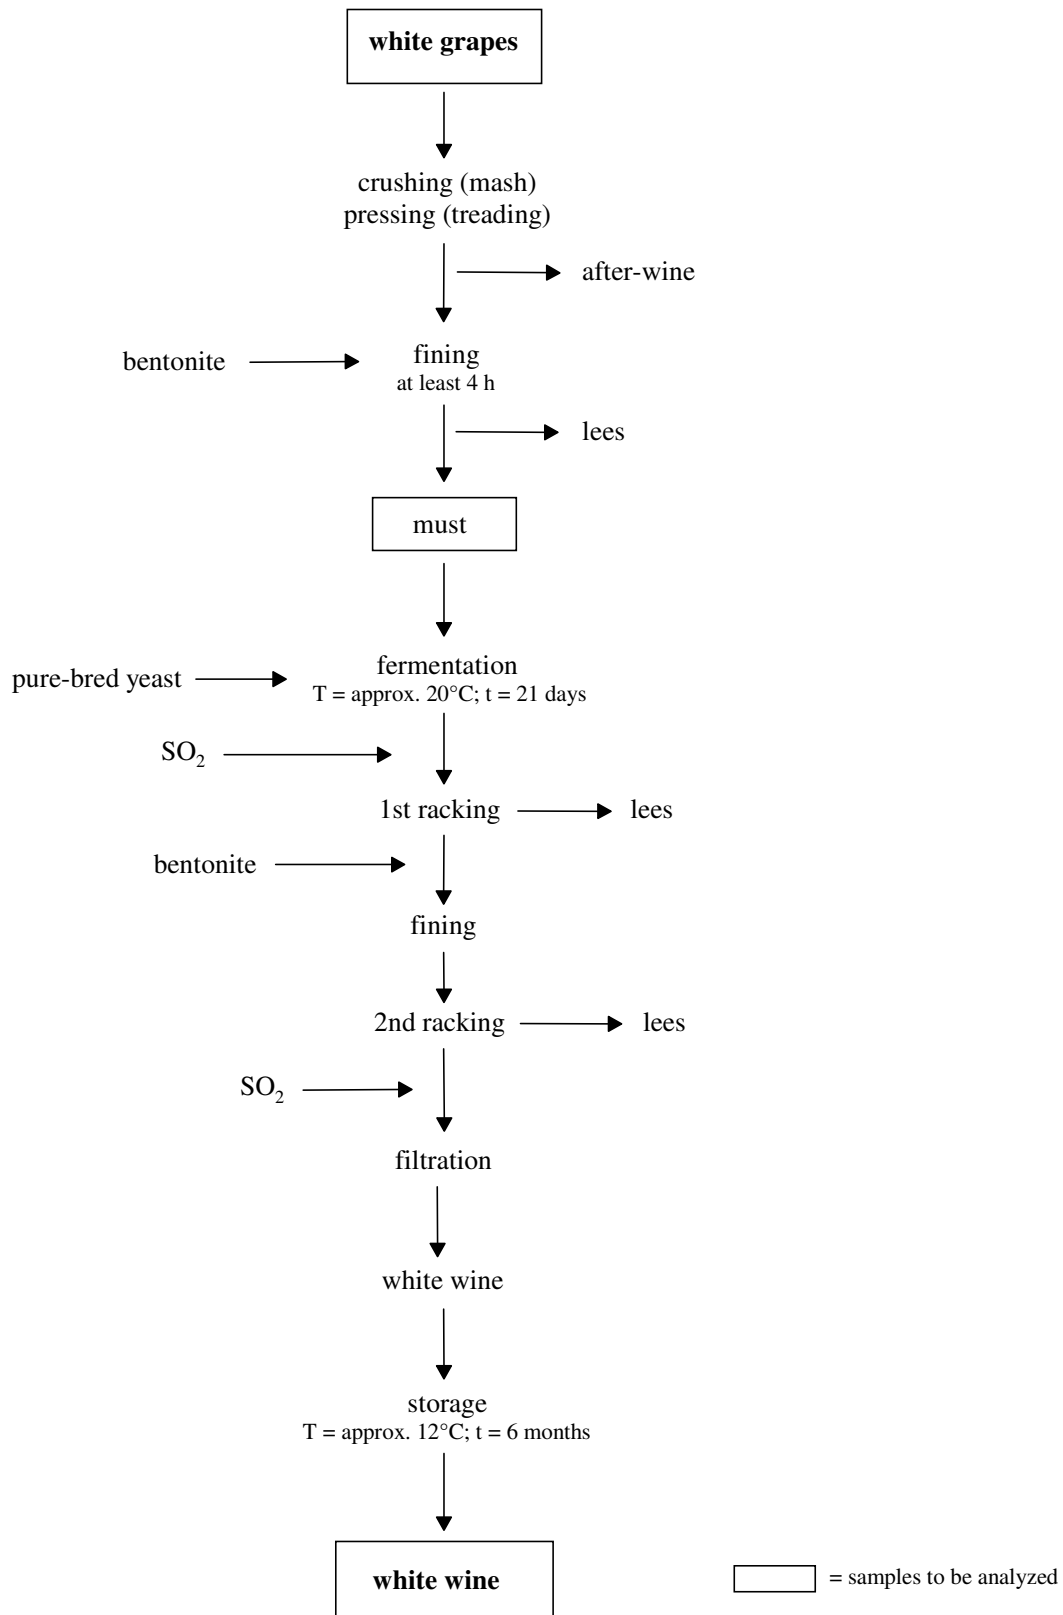 white grapes
crushing (mash)
pressing (treading)
after-wine
bentonite
fining
at least 4 h
lees
must
pure-bred yeast
fermentation
T = approx. 20°C; t = 21 days
SO₂
1st racking
lees
bentonite
fining
2nd racking
lees
SO₂
filtration
white wine
storage
T = approx. 12°C; t = 6 months
white wine
= samples to be analyzed